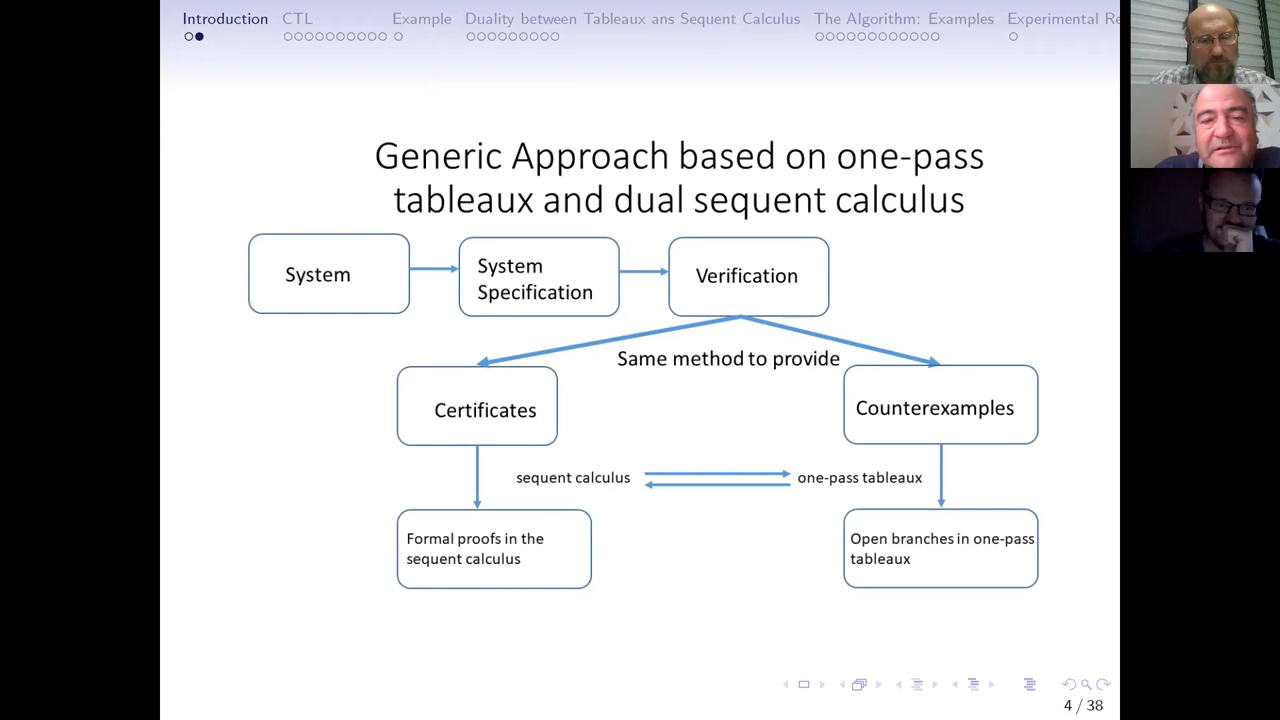 Introduction CTL Example Duality between Tableaux ans Sequent Calculus The Algorithm: Examples Experimental Re
Generic Approach based on one-pass
tableaux and dual sequent calculus
System
System
Specification
Verification
Same method to provide
Certificates
Counterexamples
sequent calculus
one-pass tableaux
Formal proofs in the
sequent calculus
Open branches in one-pass
tableaux
4 / 38